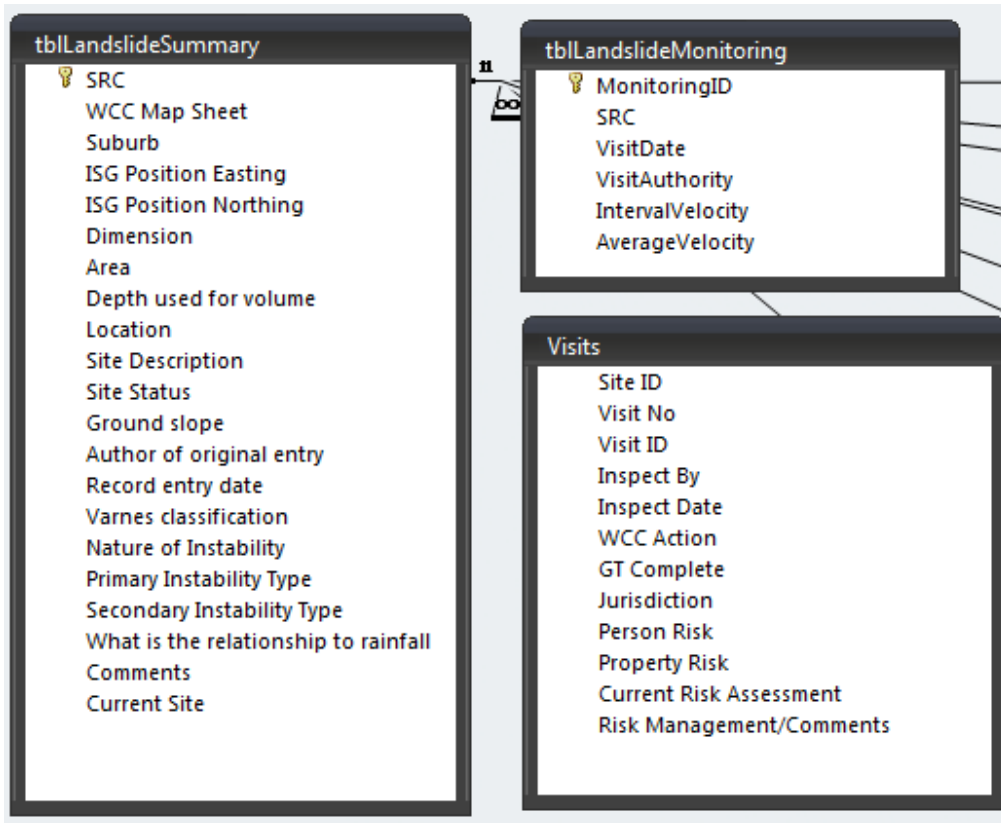 tblLandslideSummary
SRC
WCC Map Sheet
Suburb
ISG Position Easting
ISG Position Northing
Dimension
Area
Depth used for volume
Location
Site Description
Site Status
Ground slope
Author of original entry
Record entry date
Varnes classification
Nature of Instability
Primary Instability Type
Secondary Instability Type
What is the relationship to rainfall
Comments
Current Site
tblLandslideMonitoring
MonitoringID
SRC
VisitDate
VisitAuthority
IntervalVelocity
AverageVelocity
Visits
Site ID
Visit No
Visit ID
Inspect By
Inspect Date
WCC Action
GT Complete
Jurisdiction
Person Risk
Property Risk
Current Risk Assessment
Risk Management/Comments